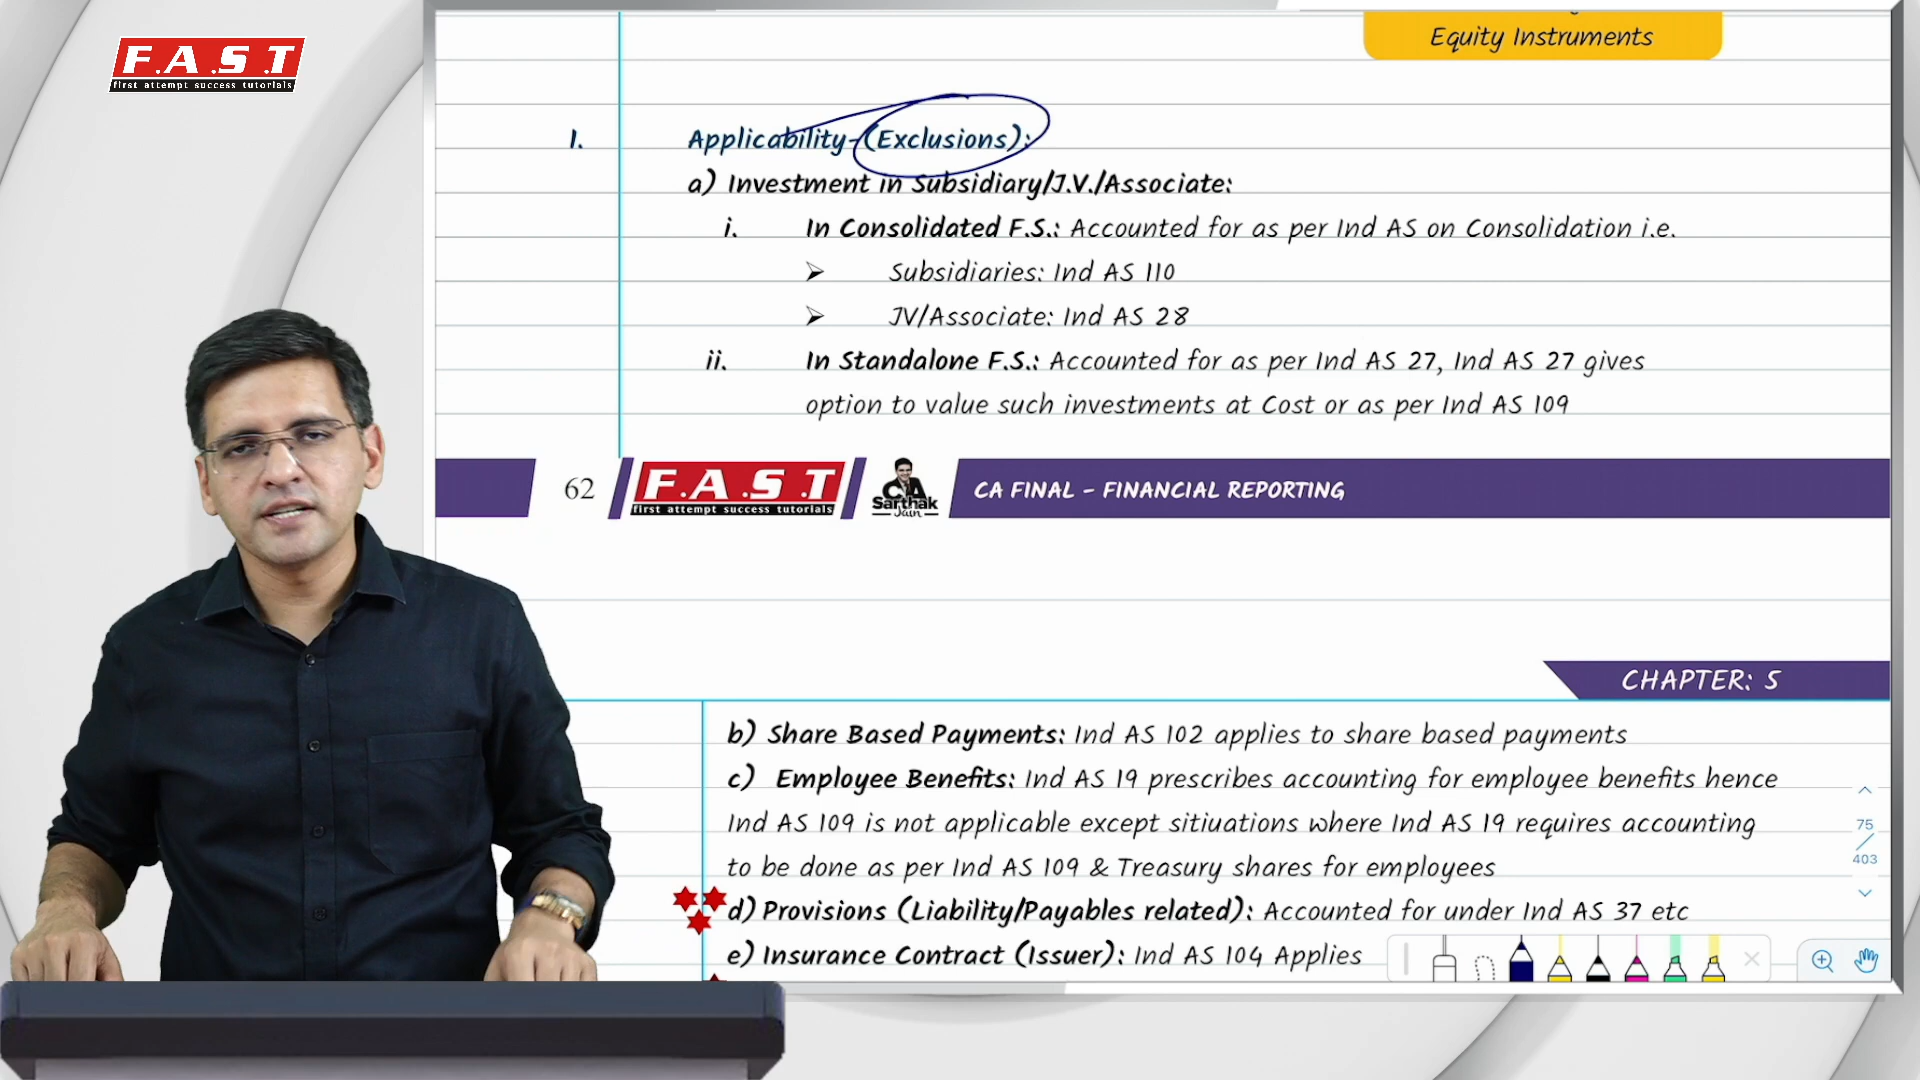 F.A.S.T
first attempt success tutorials
Equity Instruments
1. Applicability-(Exclusions):
a) Investment in Subsidiary/J.V./Associate:
i. In Consolidated F.S.: Accounted for as per Ind AS on Consolidation i.e.
➢ Subsidiaries: Ind AS 110
➢ JV/Associate: Ind AS 28
ii. In Standalone F.S.: Accounted for as per Ind AS 27, Ind AS 27 gives
option to value such investments at Cost or as per Ind AS 109
62 F.A.S.T CA Sarthak Jain CA FINAL - FINANCIAL REPORTING
first attempt success tutorials
CHAPTER: 5
b) Share Based Payments: Ind AS 102 applies to share based payments
c) Employee Benefits: Ind AS 19 prescribes accounting for employee benefits hence
Ind AS 109 is not applicable except sitiuations where Ind AS 19 requires accounting
to be done as per Ind AS 109 & Treasury shares for employees
d) Provisions (Liability/Payables related): Accounted for under Ind AS 37 etc
e) Insurance Contract (Issuer): Ind AS 104 Applies
75
403